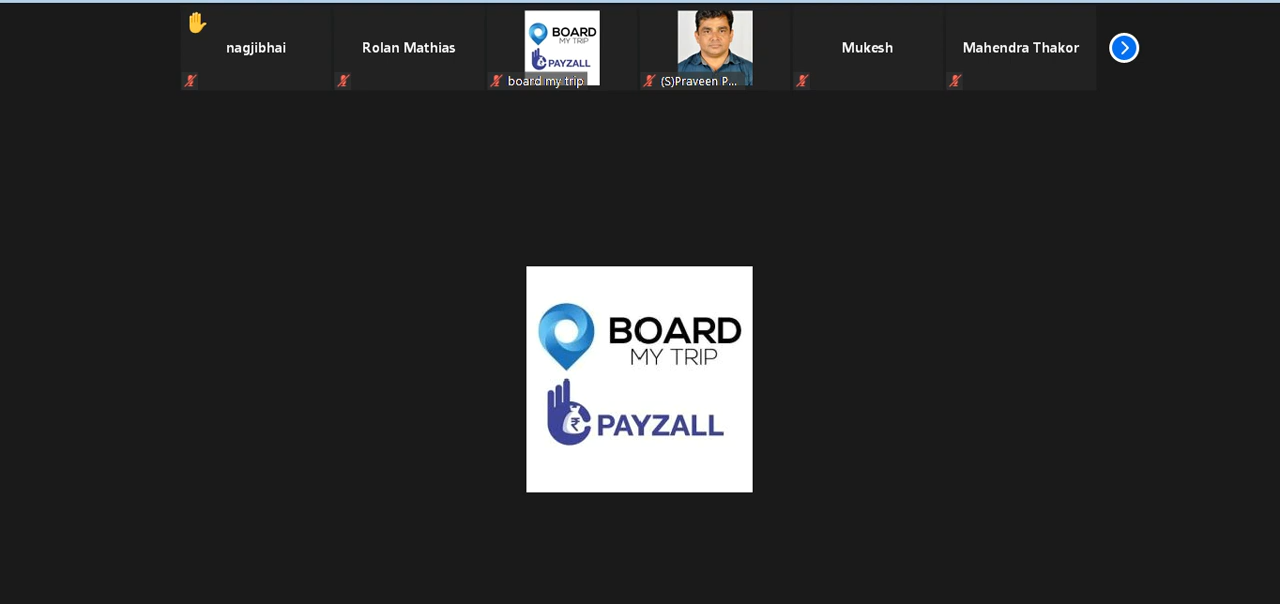 nagjibhai
Rolan Mathias
BOARD
MY TRIP
PAYZALL
board my trip
(S)Praveen P...
Mukesh
Mahendra Thakor
BOARD
MY TRIP
₹
PAYZALL